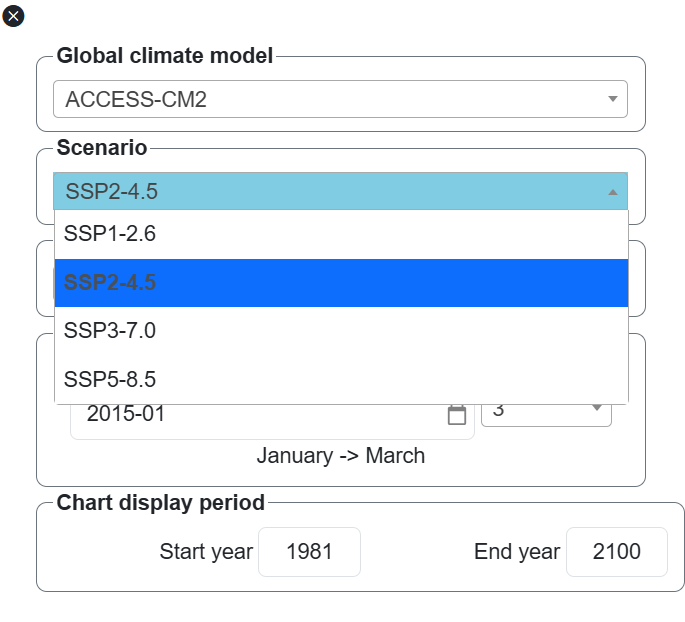 Global climate model
ACCESS-CM2
Scenario
SSP2-4.5
SSP1-2.6
SSP2-4.5
SSP3-7.0
SSP5-8.5
2015-01 3
January -> March
Chart display period
Start year 1981 End year 2100